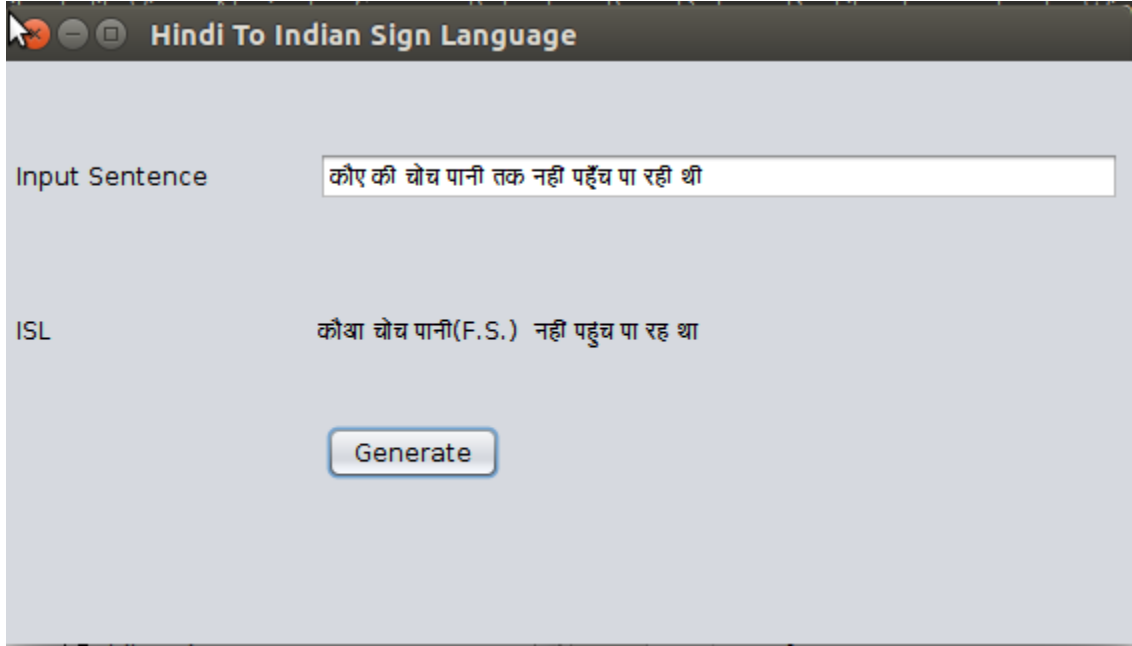 Hindi To Indian Sign Language
Input Sentence कौए की चोच पानी तक नहीं पहुँच पा रही थी
ISL कौआ चोच पानी(F.S.) नहीं पहुंच पा रह था
Generate